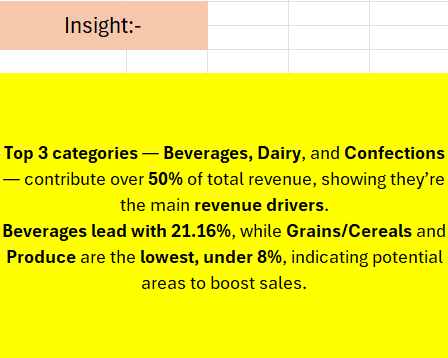 Insight:-
Top 3 categories — Beverages, Dairy, and Confections
— contribute over 50% of total revenue, showing they’re
the main revenue drivers.
Beverages lead with 21.16%, while Grains/Cereals and
Produce are the lowest, under 8%, indicating potential
areas to boost sales.